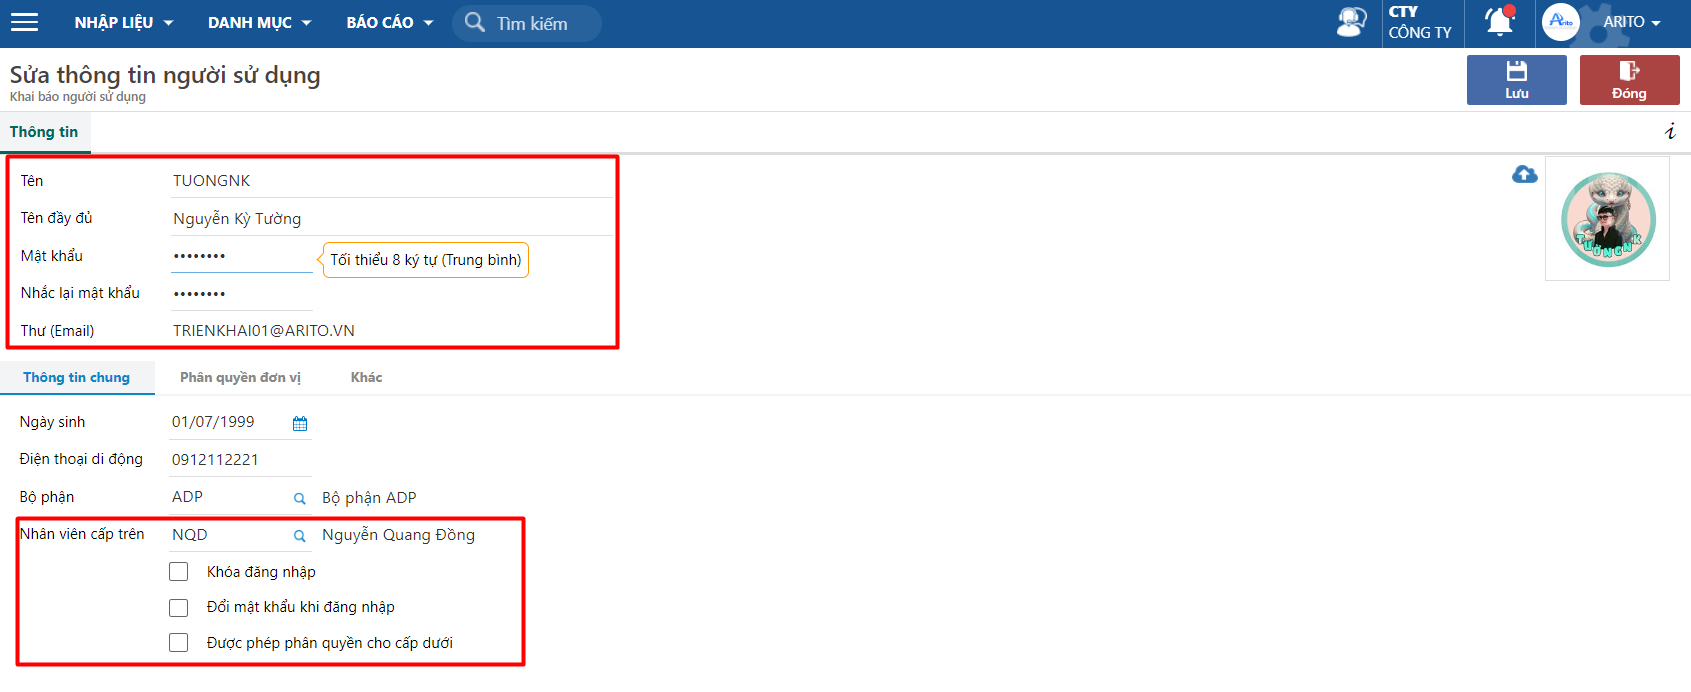 NHẬP LIỆU DANH MỤC BÁO CÁO Tìm kiếm CTY
CÔNG TY Arito ARITO
Sửa thông tin người sử dụng
Khai báo người sử dụng
Lưu Đóng
Thông tin i
Tên TUONGNK
Tên đầy đủ Nguyễn Kỳ Tường
Mật khẩu •••••••• Tối thiểu 8 ký tự (Trung bình)
Nhắc lại mật khẩu ••••••••
Thư (Email) TRIENKHAI01@ARITO.VN
TƯỜNGNK
Thông tin chung Phân quyền đơn vị Khác
Ngày sinh 01/07/1999
Điện thoại di động 0912112221
Bộ phận ADP Bộ phận ADP
Nhân viên cấp trên NQD Nguyễn Quang Đồng
Khóa đăng nhập
Đổi mật khẩu khi đăng nhập
Được phép phân quyền cho cấp dưới